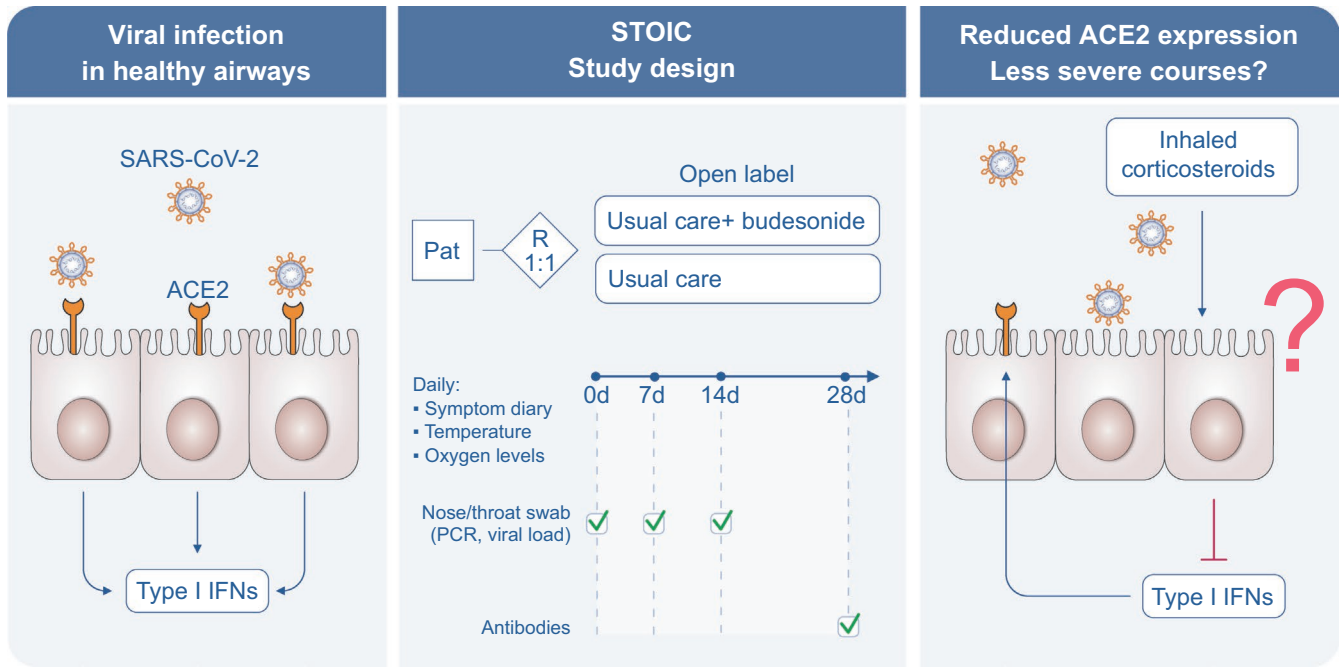 Viral infection
in healthy airways
SARS-CoV-2
ACE2
Type I IFNs
STOIC
Study design
Open label
Pat
R
1:1
Usual care+ budesonide
Usual care
Daily:
▪ Symptom diary
▪ Temperature
▪ Oxygen levels
0d 7d 14d 28d
Nose/throat swab
(PCR, viral load)
Antibodies
Reduced ACE2 expression
Less severe courses?
Inhaled
corticosteroids
?
Type I IFNs